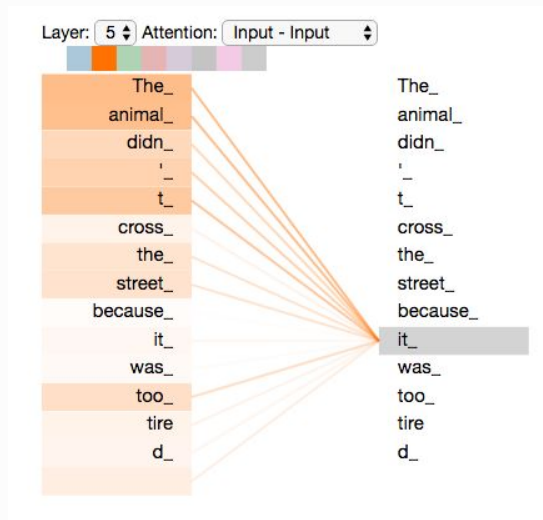 Layer: 5 Attention: Input - Input
The_ The_
animal_ animal_
didn_ didn_
'_ '_
t_ t_
cross_ cross_
the_ the_
street_ street_
because_ because_
it_ it_
was_ was_
too_ too_
tire tire
d_ d_